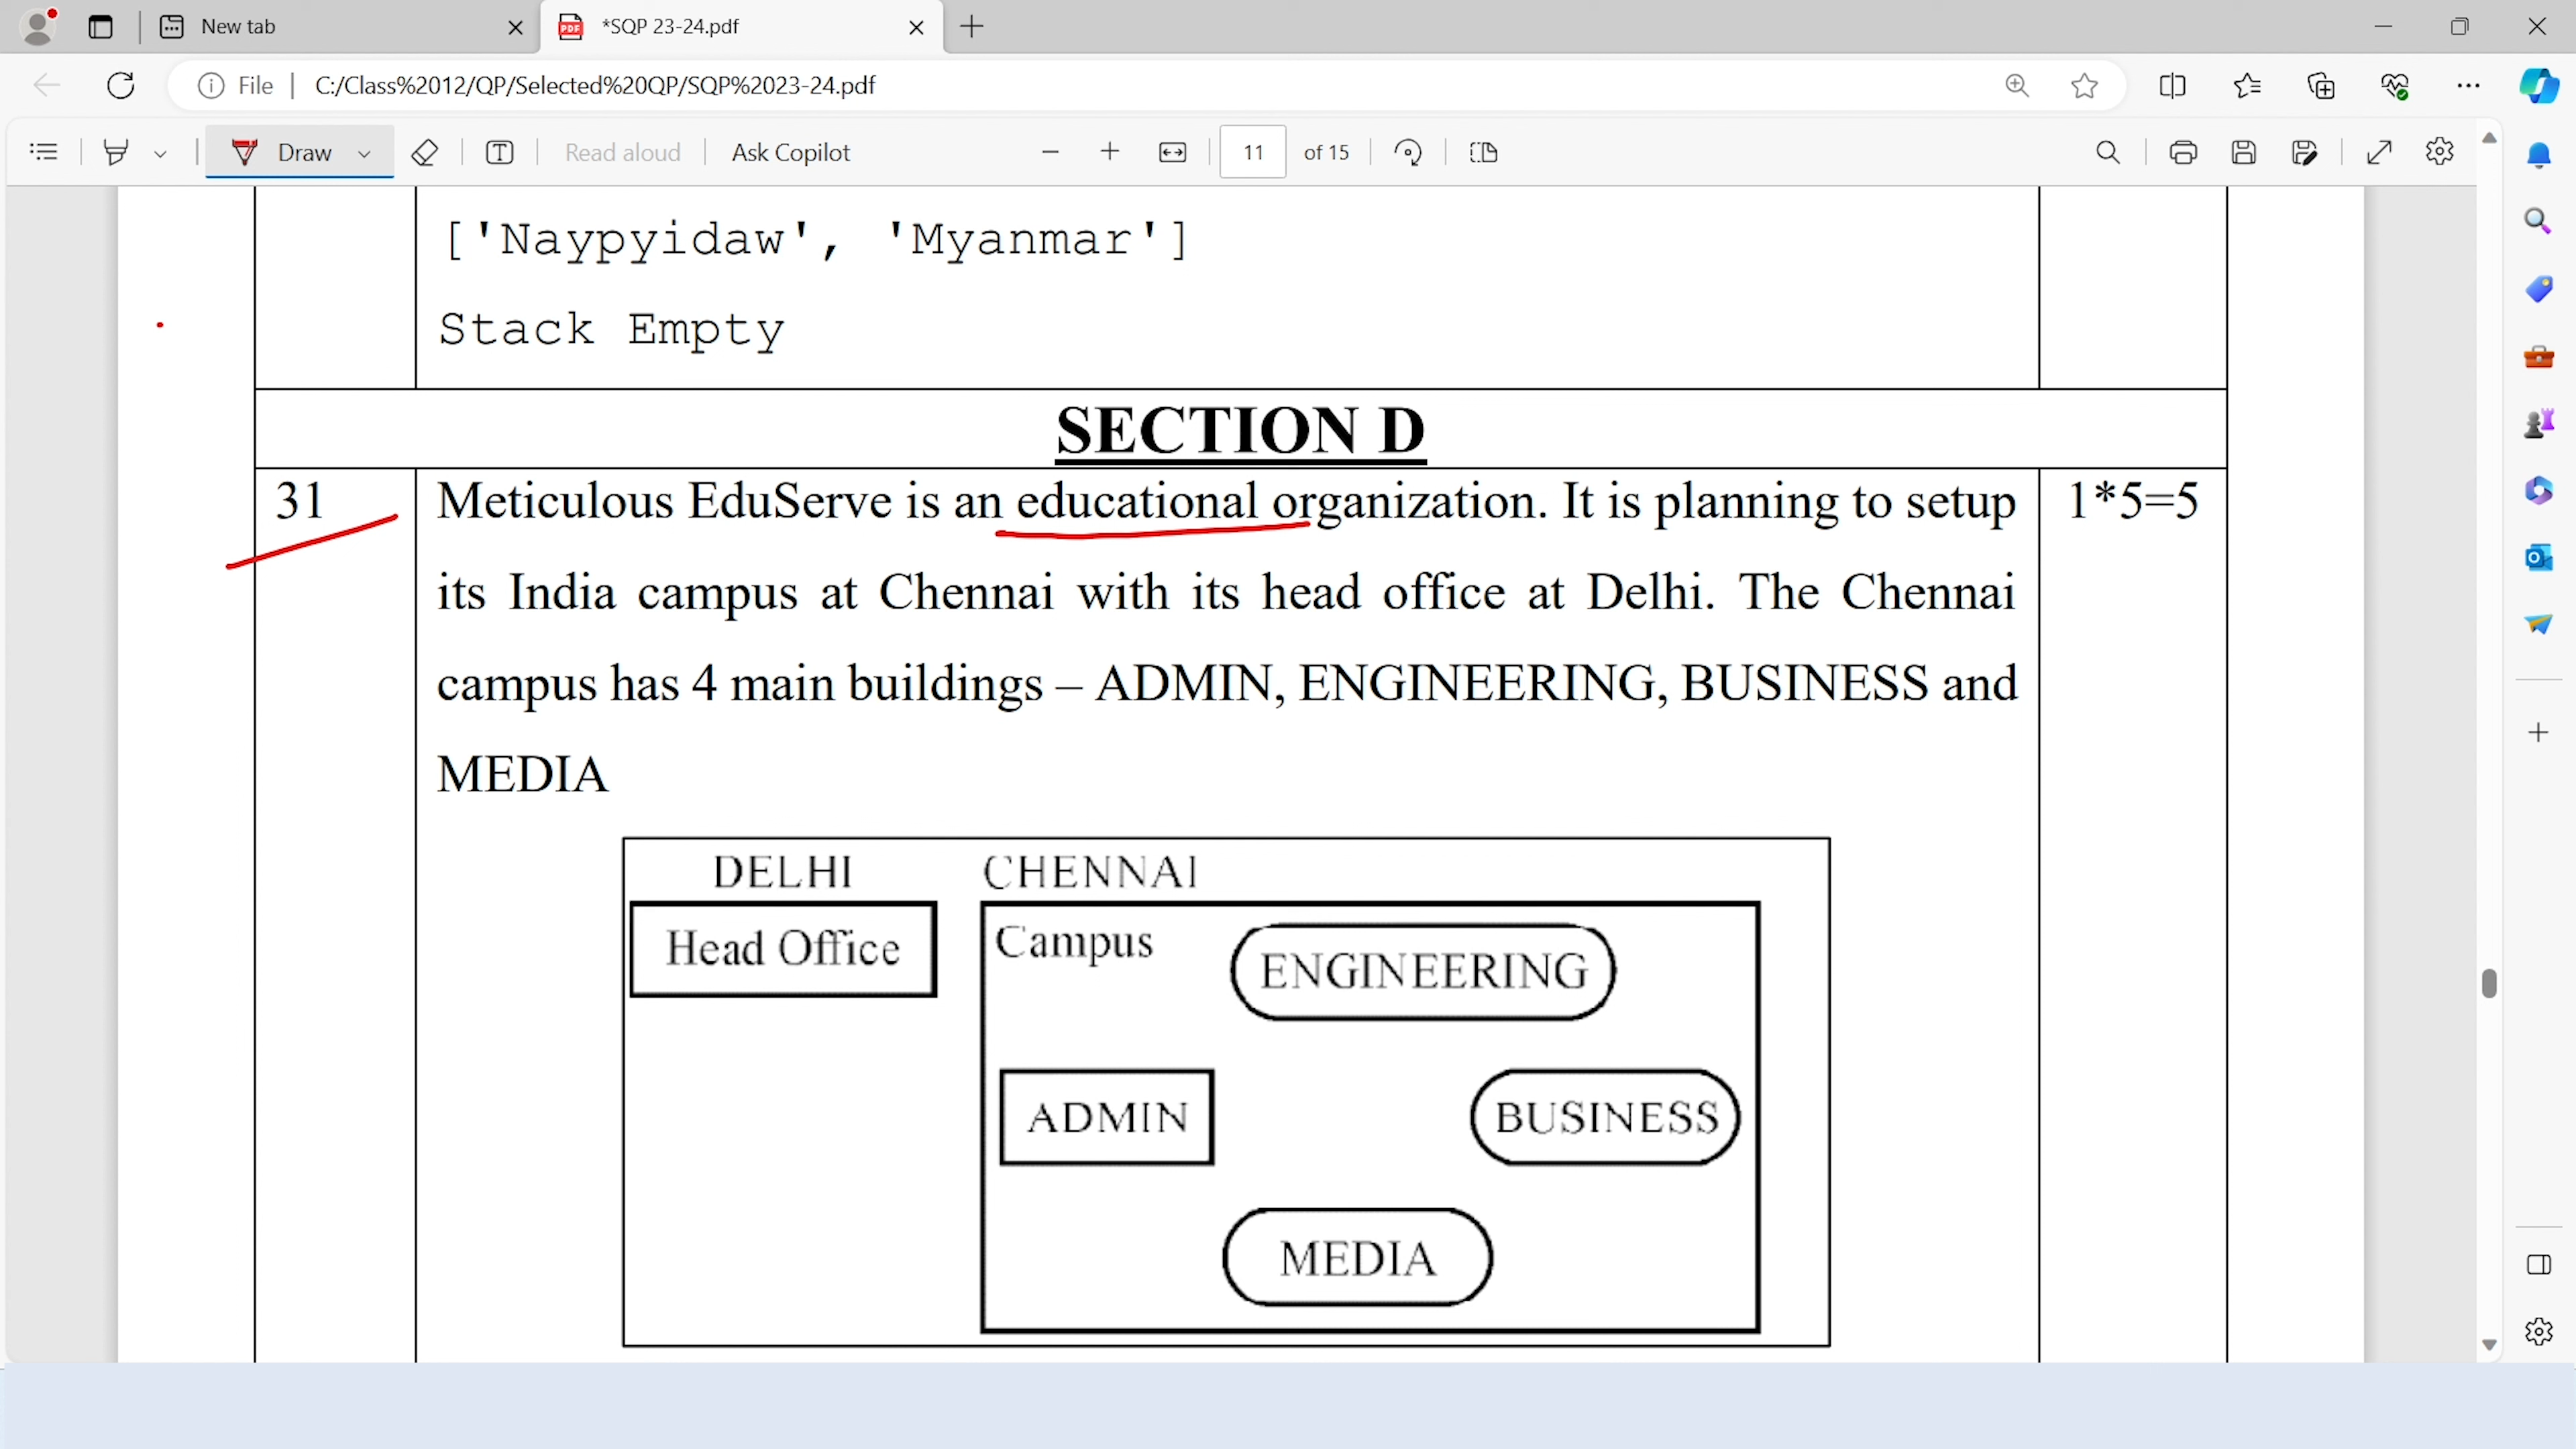 New tab
*SQP 23-24.pdf
File
C:/Class%2012/QP/Selected%20QP/SQP%2023-24.pdf
Draw
Read aloud
Ask Copilot
11 of 15
['Naypyidaw', 'Myanmar']
Stack Empty
SECTION D
31
Meticulous EduServe is an educational organization. It is planning to setup
1*5=5
its India campus at Chennai with its head office at Delhi. The Chennai
campus has 4 main buildings – ADMIN, ENGINEERING, BUSINESS and
MEDIA
DELHI
CHENNAI
Head Office
Campus
ENGINEERING
ADMIN
BUSINESS
MEDIA